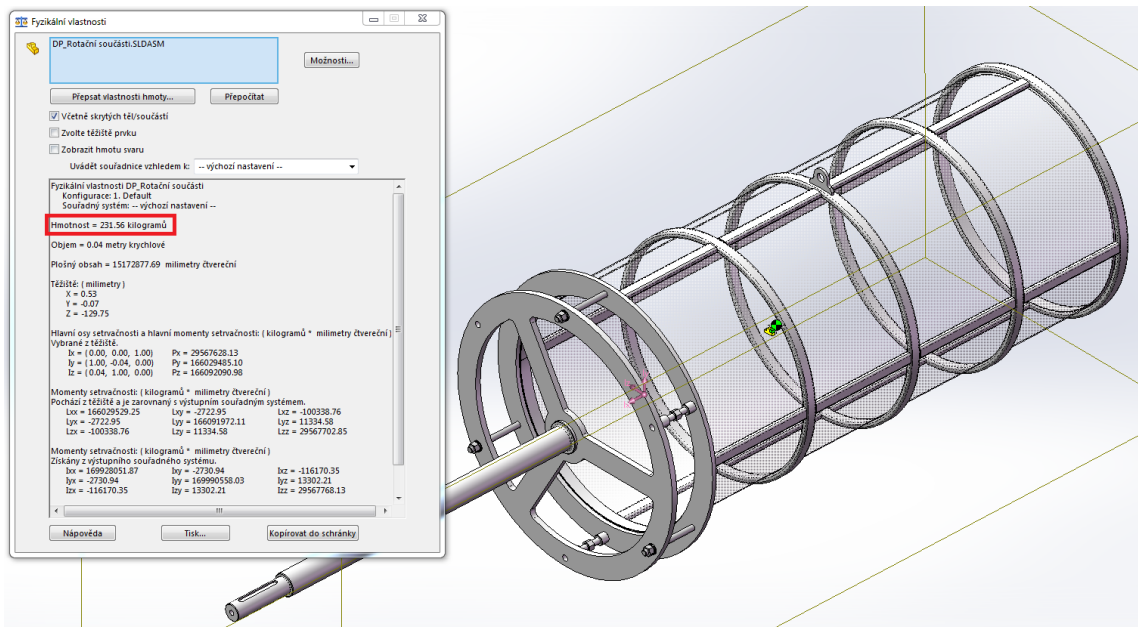 Fyzikální vlastnosti
DP_Rotační součásti.SLDASM
Možnosti...
Přepsat vlastnosti hmoty...
Přepočítat
Včetně skrytých těl/součástí
Zvolte těžiště prvku
Zobrazit hmotu svaru
Uvádět souřadnice vzhledem k: -- výchozí nastavení --
Fyzikální vlastnosti DP_Rotační součásti
Konfigurace: 1. Default
Souřadný systém: -- výchozí nastavení --
Hmotnost = 231.56 kilogramů
Objem = 0.04 metry krychlové
Plošný obsah = 15172877.69 milimetry čtvereční
Těžiště: ( milimetry )
X = 0.53
Y = -0.07
Z = -129.75
Hlavní osy setrvačnosti a hlavní momenty setrvačnosti: ( kilogramů * milimetry čtvereční )
Vybrané z těžiště.
Ix = ( 0.00, 0.00, 1.00) Px = 29567628.13
Iy = ( 1.00, -0.04, 0.00) Py = 166029485.10
Iz = ( 0.04, 1.00, 0.00) Pz = 166092090.98
Momenty setrvačnosti: ( kilogramů * milimetry čtvereční )
Pochází z těžiště a je zarovnaný s výstupním souřadným systémem.
Lxx = 166029529.25 Lxy = -2722.95 Lxz = -100338.76
Lyx = -2722.95 Lyy = 166091972.11 Lyz = 11334.58
Lzx = -100338.76 Lzy = 11334.58 Lzz = 29567702.85
Momenty setrvačnosti: ( kilogramů * milimetry čtvereční )
Získány z výstupního souřadného systému.
Ixx = 169928051.87 Ixy = -2730.94 Ixz = -116170.35
Iyx = -2730.94 Iyy = 169990558.03 Iyz = 13302.21
Izx = -116170.35 Izy = 13302.21 Izz = 29567768.13
Nápověda
Tisk...
Kopírovat do schránky